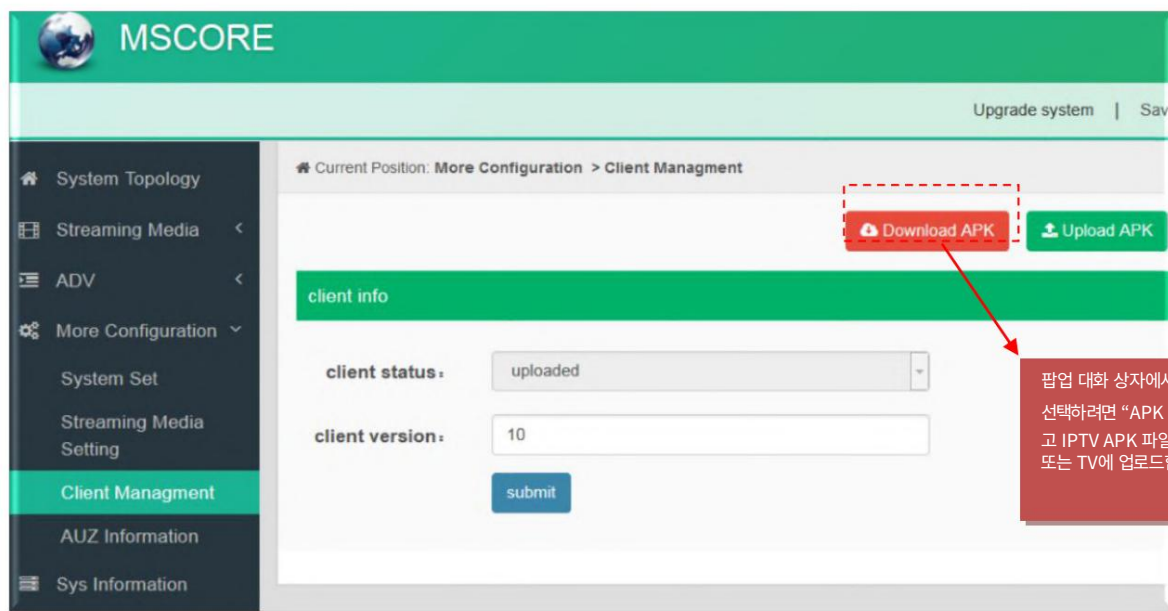 MSCORE
Upgrade system | Sav
System Topology
Streaming Media
ADV
More Configuration
System Set
Streaming Media
Setting
Client Managment
AUZ Information
Sys Information
Current Position: More Configuration > Client Managment
Download APK
Upload APK
client info
client status:
uploaded
client version:
10
submit
팝업 대화 상자에서
선택하려면 “APK
고 IPTV APK 파일
또는 TV에 업로드